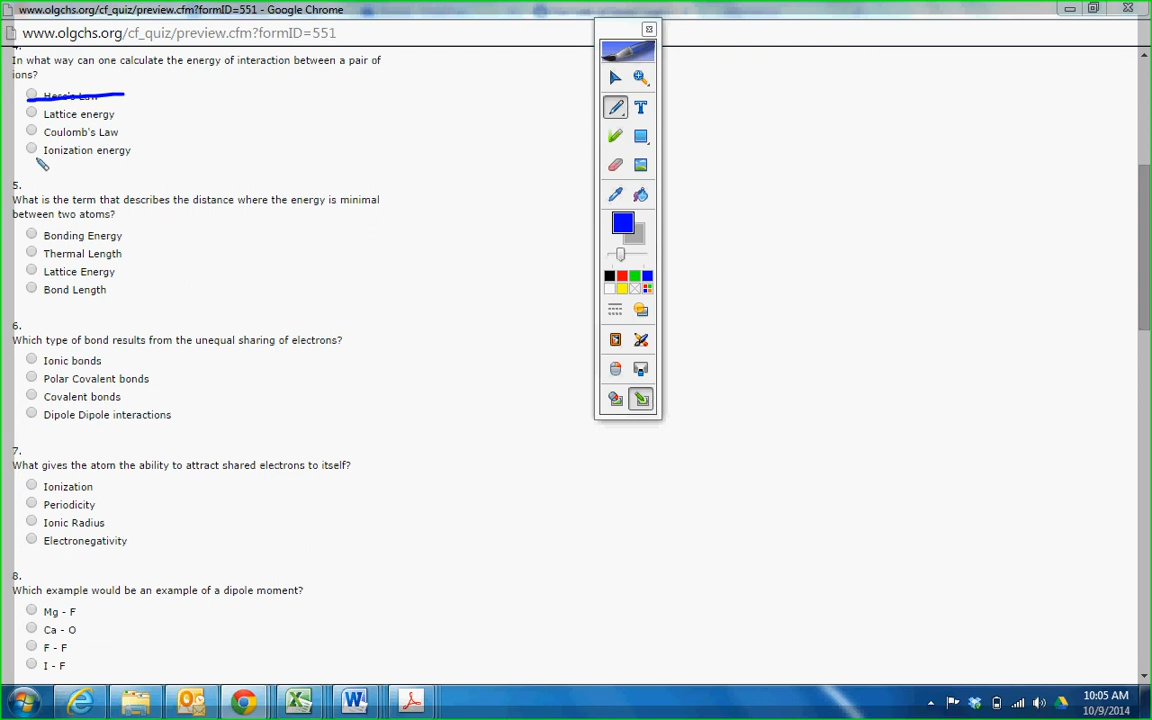 www.olgchs.org/cf_quiz/preview.cfm?formID=551 - Google Chrome
www.olgchs.org/cf_quiz/preview.cfm?formID=551
4.
In what way can one calculate the energy of interaction between a pair of
ions?
Lattice energy
Coulomb's Law
Ionization energy
5.
What is the term that describes the distance where the energy is minimal
between two atoms?
Bonding Energy
Thermal Length
Lattice Energy
Bond Length
6.
Which type of bond results from the unequal sharing of electrons?
Ionic bonds
Polar Covalent bonds
Covalent bonds
Dipole Dipole interactions
7.
What gives the atom the ability to attract shared electrons to itself?
Ionization
Periodicity
Ionic Radius
Electronegativity
8.
Which example would be an example of a dipole moment?
Mg - F
Ca - O
F - F
I - F
10:05 AM
10/9/2014